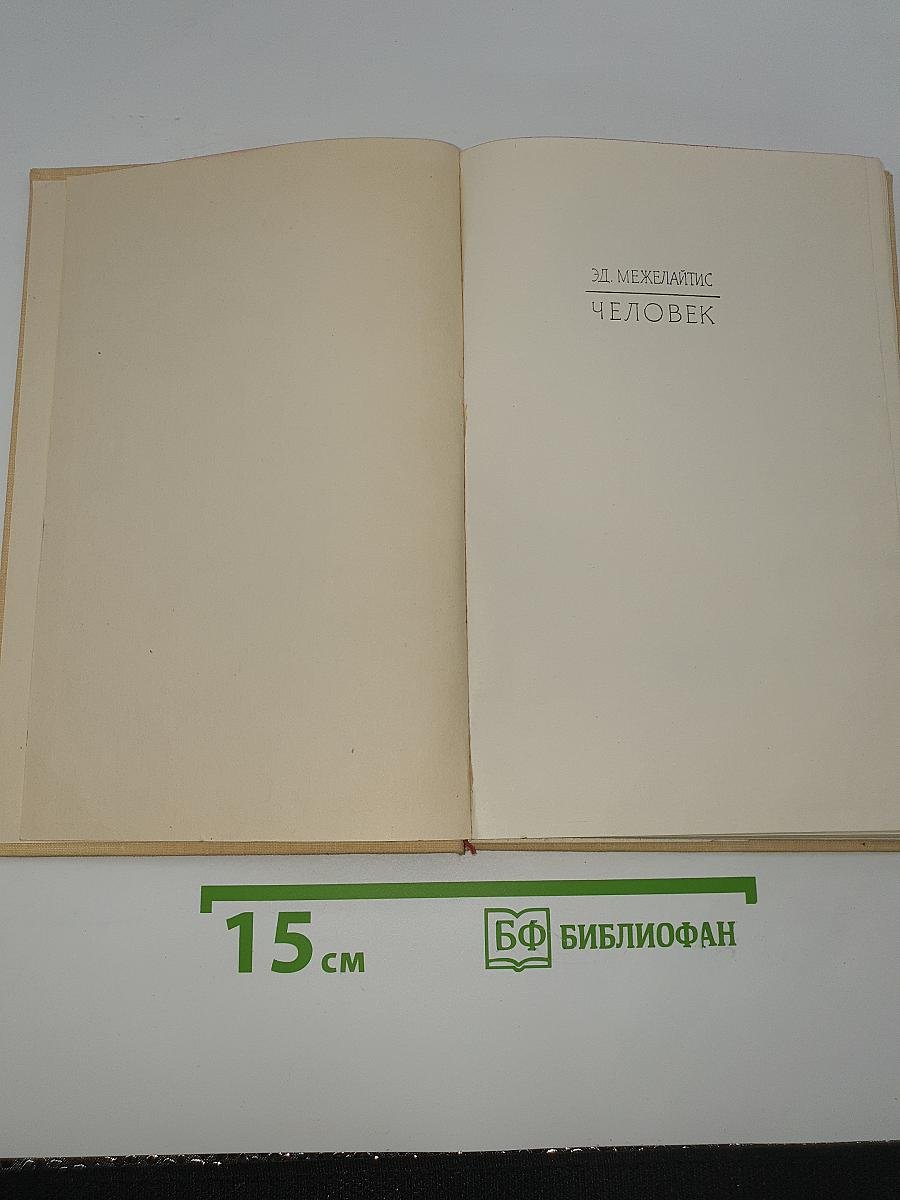 ЭД. МЕЖЕЛАЙТИС
ЧЕЛОВЕК
15 см
БФ БИБЛИОФАН